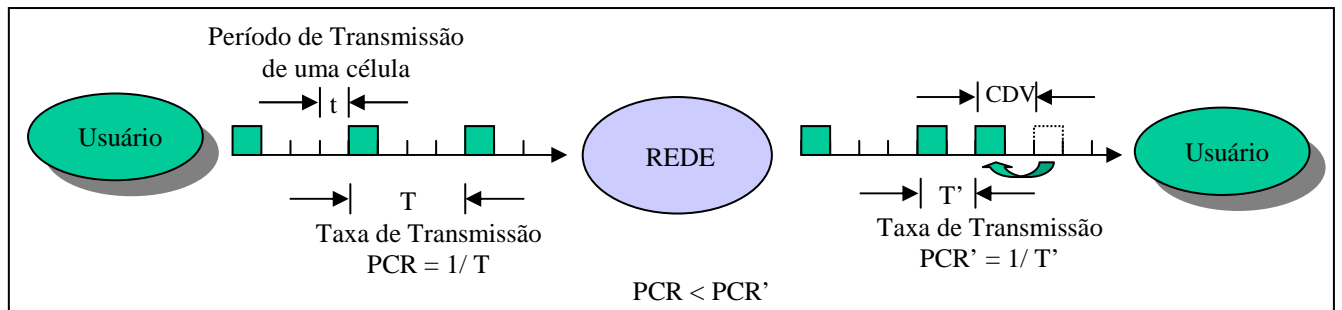 Período de Transmissão
de uma célula
t
Usuário
T
Taxa de Transmissão
PCR = 1/ T
REDE
PCR < PCR’
CDV
T’
Taxa de Transmissão
PCR’ = 1/ T’
Usuário